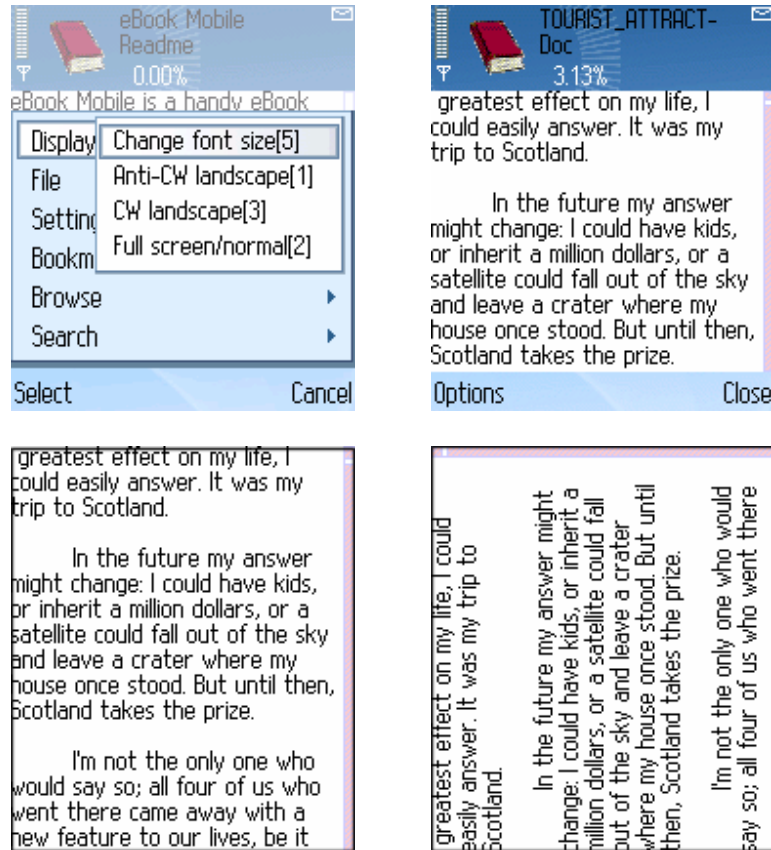 eBook Mobile
Readme
0.00%
eBook Mobile is a handy eBook
Display
Change font size[5]
Anti-CW landscape[1]
CW landscape[3]
Full screen/normal[2]
File
Setting
Bookm
Browse
Search
Select
Cancel
TOURIST_ATTRACT-
Doc
3.13%
greatest effect on my life, I
could easily answer. It was my
trip to Scotland.
In the future my answer
might change: I could have kids,
or inherit a million dollars, or a
satellite could fall out of the sky
and leave a crater where my
house once stood. But until then,
Scotland takes the prize.
Options
Close
greatest effect on my life, I
could easily answer. It was my
trip to Scotland.
In the future my answer
might change: I could have kids,
or inherit a million dollars, or a
satellite could fall out of the sky
and leave a crater where my
house once stood. But until then,
Scotland takes the prize.
I'm not the only one who
would say so; all four of us who
went there came away with a
new feature to our lives, be it
greatest effect on my life, I could
easily answer. It was my trip to
Scotland.
In the future my answer might
change: I could have kids, or inherit a
million dollars, or a satellite could fall
out of the sky and leave a crater
where my house once stood. But until
then, Scotland takes the prize.
I'm not the only one who would
say so; all four of us who went there